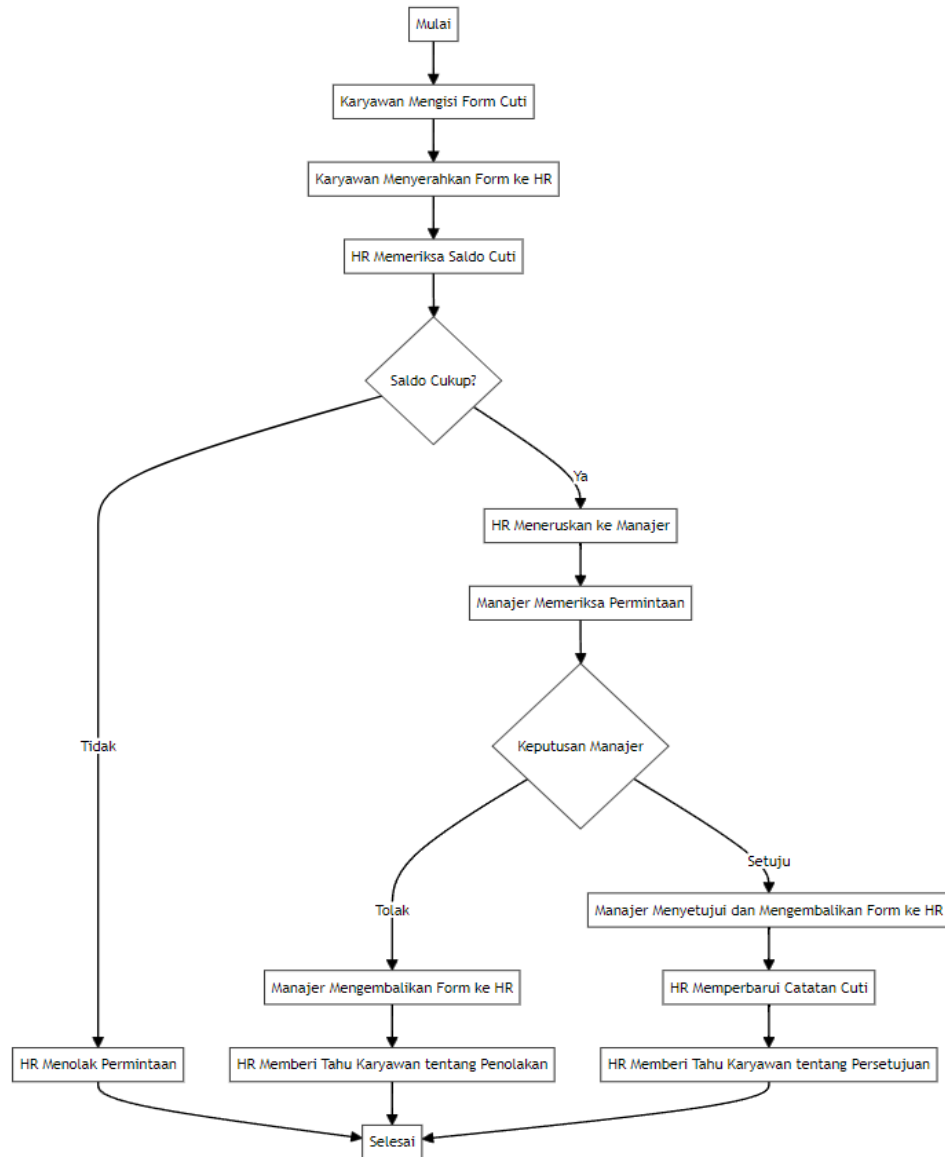 Mulai
Karyawan Mengisi Form Cuti
Karyawan Menyerahkan Form ke HR
HR Memeriksa Saldo Cuti
Saldo Cukup?
Ya
HR Meneruskan ke Manajer
Manajer Memeriksa Permintaan
Tidak
Keputusan Manajer
Setuju
Tolak
Manajer Menyetujui dan Mengembalikan Form ke HR
Manajer Mengembalikan Form ke HR
HR Memperbarui Catatan Cuti
HR Menolak Permintaan
HR Memberi Tahu Karyawan tentang Penolakan
HR Memberi Tahu Karyawan tentang Persetujuan
Selesai